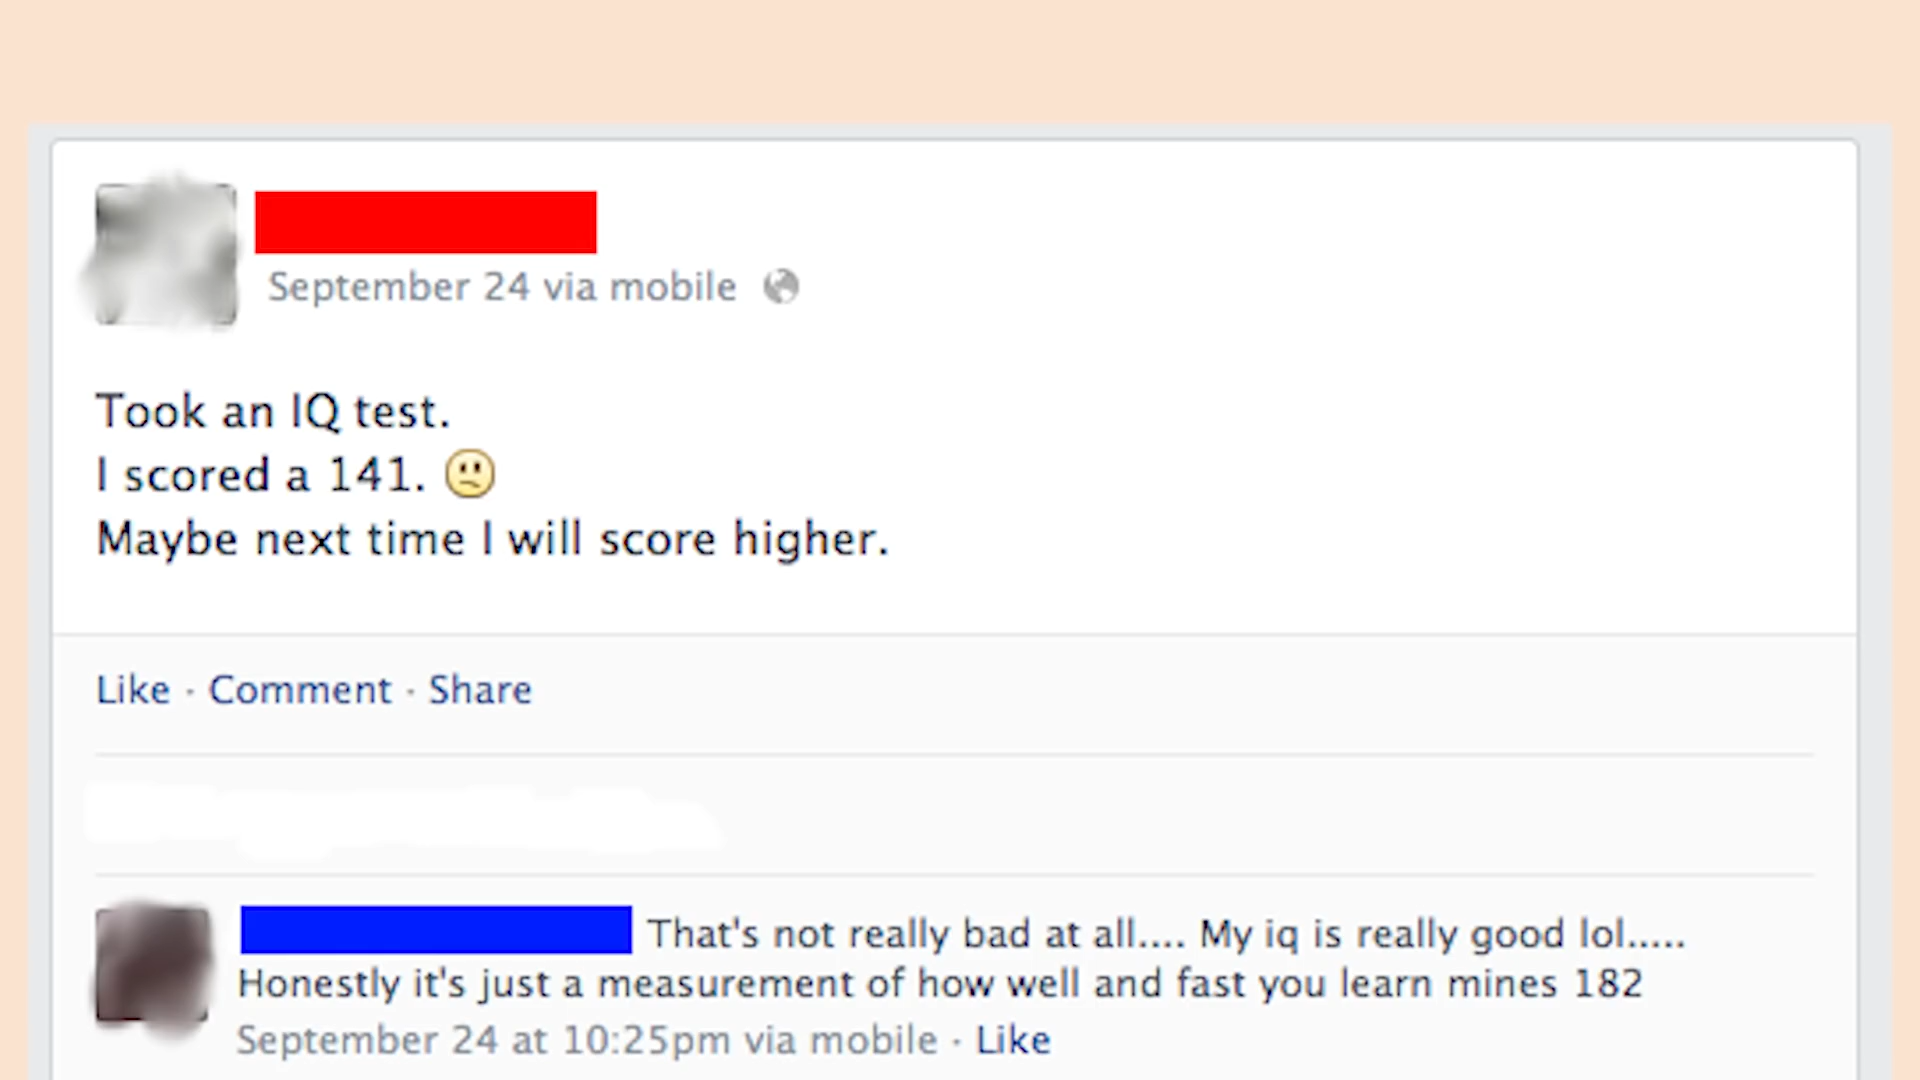 September 24 via mobile
Took an IQ test.
I scored a 141.
Maybe next time I will score higher.
Like · Comment · Share
That's not really bad at all.... My iq is really good lol.....
Honestly it's just a measurement of how well and fast you learn mines 182
September 24 at 10:25pm via mobile · Like